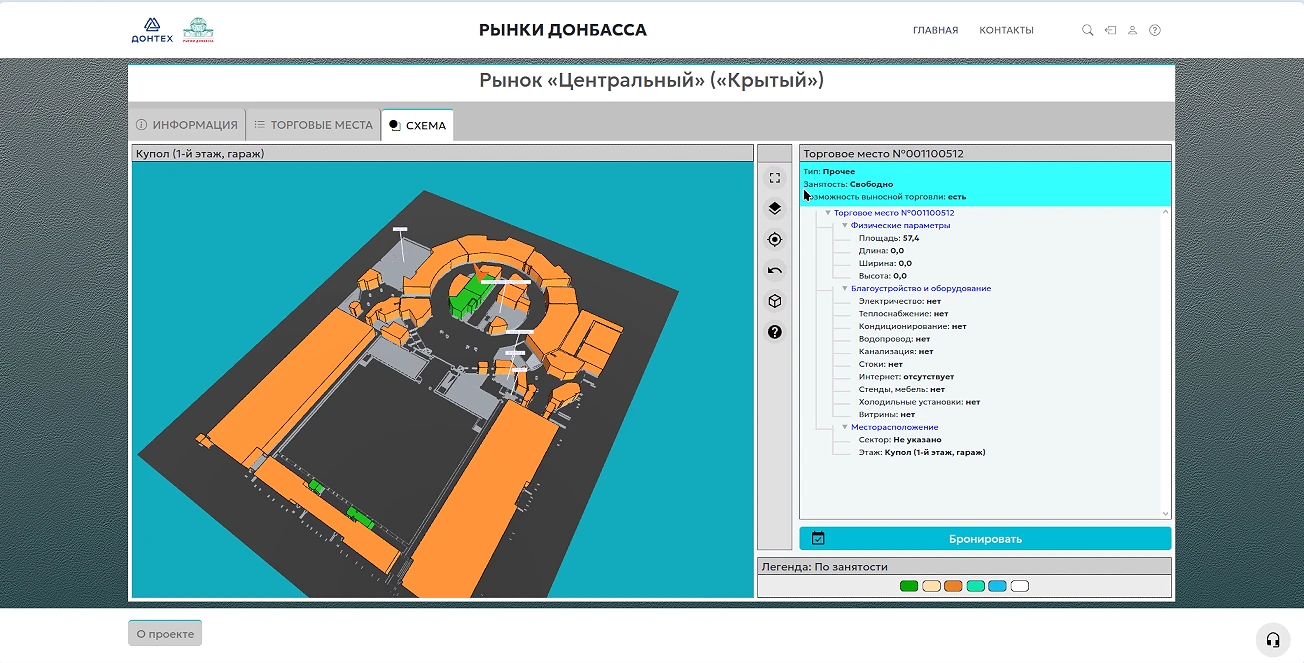 ДОНТЕХ
РЫНКИ ДОНБАССА
РЫНКИ ДОНБАССА
ГЛАВНАЯ
КОНТАКТЫ
Рынок «Центральный» («Крытый»)
ИНФОРМАЦИЯ
ТОРГОВЫЕ МЕСТА
СХЕМА
Купол (1-й этаж, гараж)
Торговое место №001100512
Тип: Прочее
Занятость: Свободно
озможность выносной торговли: есть
Торговое место №001100512
Физические параметры
Площадь: 57,4
Длина: 0,0
Ширина: 0,0
Высота: 0,0
Благоустройство и оборудование
Электричество: нет
Теплоснабжение: нет
Кондиционирование: нет
Водопровод: нет
Канализация: нет
Стоки: нет
Интернет: отсутствует
Стенды, мебель: нет
Холодильные установки: нет
Витрины: нет
Месторасположение
Сектор: Не указано
Этаж: Купол (1-й этаж, гараж)
Бронировать
Легенда: По занятости
О проекте